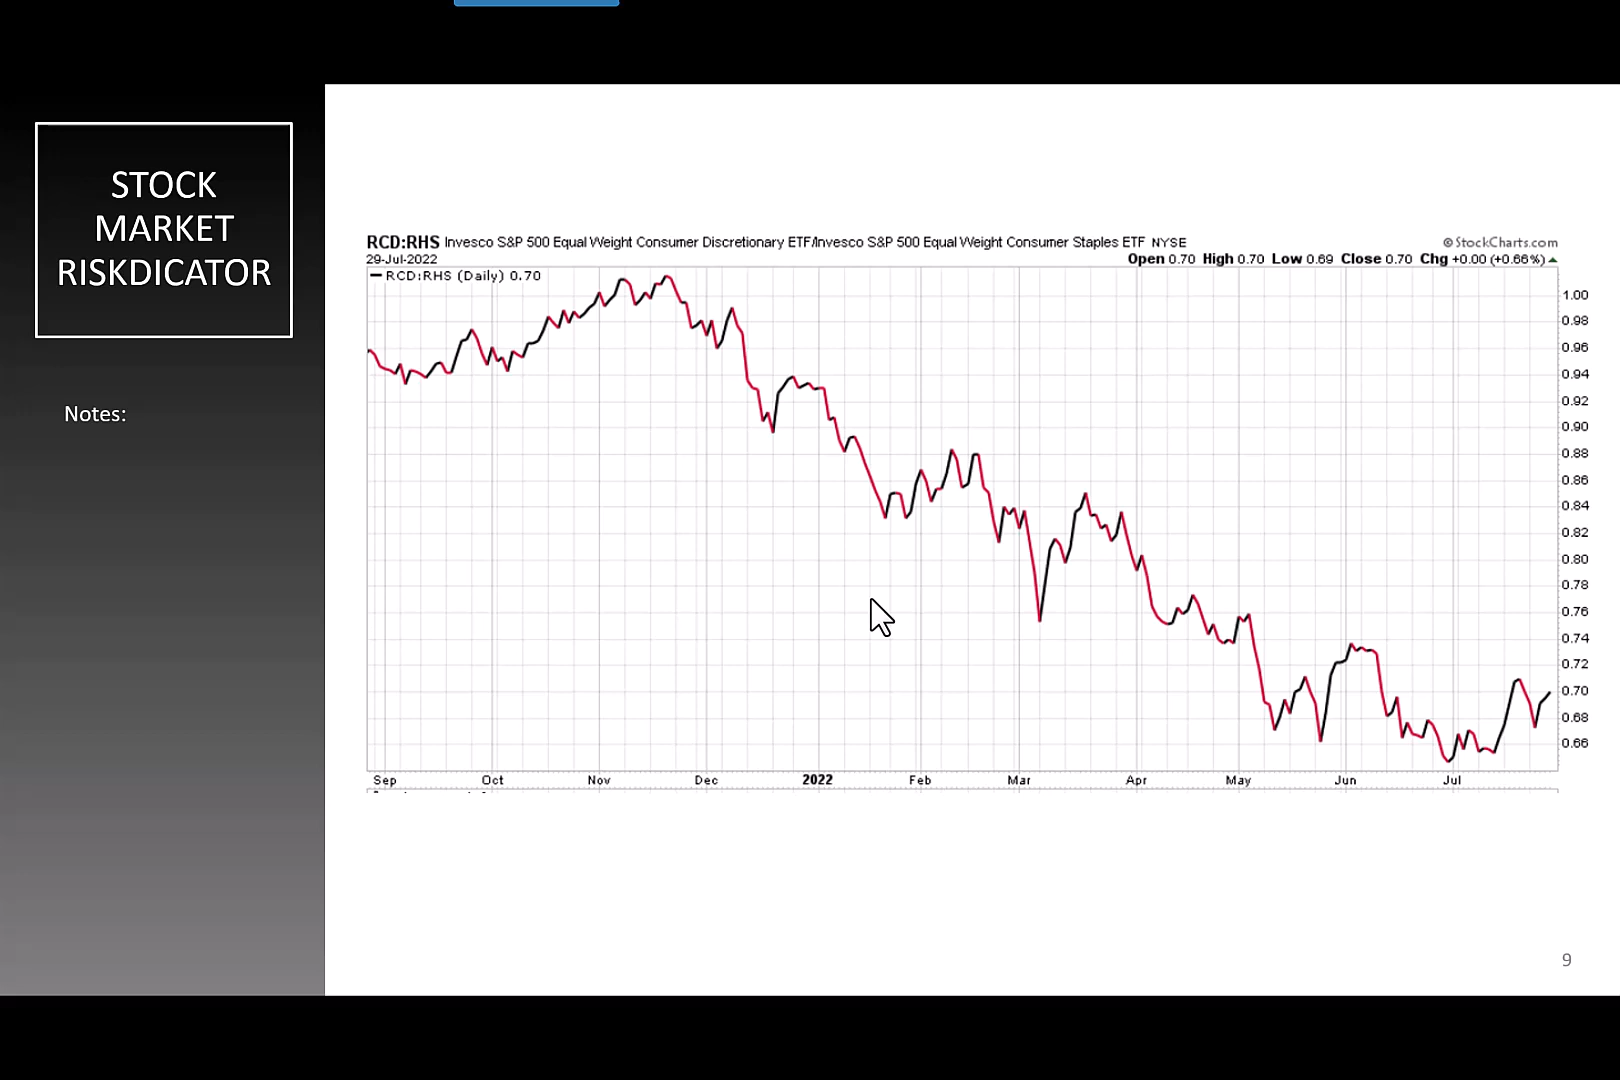 STOCK
MARKET
RISKDICATOR
Notes:
RCD:RHS Invesco S&P 500 Equal Weight Consumer Discretionary ETF/Invesco S&P 500 Equal Weight Consumer Staples ETF NYSE
© StockCharts.com
29-Jul-2022
Open 0.70 High 0.70 Low 0.69 Close 0.70 Chg +0.00 (+0.66%)
RCD:RHS (Daily) 0.70
1.00
0.98
0.96
0.94
0.92
0.90
0.88
0.86
0.84
0.82
0.80
0.78
0.76
0.74
0.72
0.70
0.68
0.66
Sep Oct Nov Dec 2022 Feb Mar Apr May Jun Jul
9